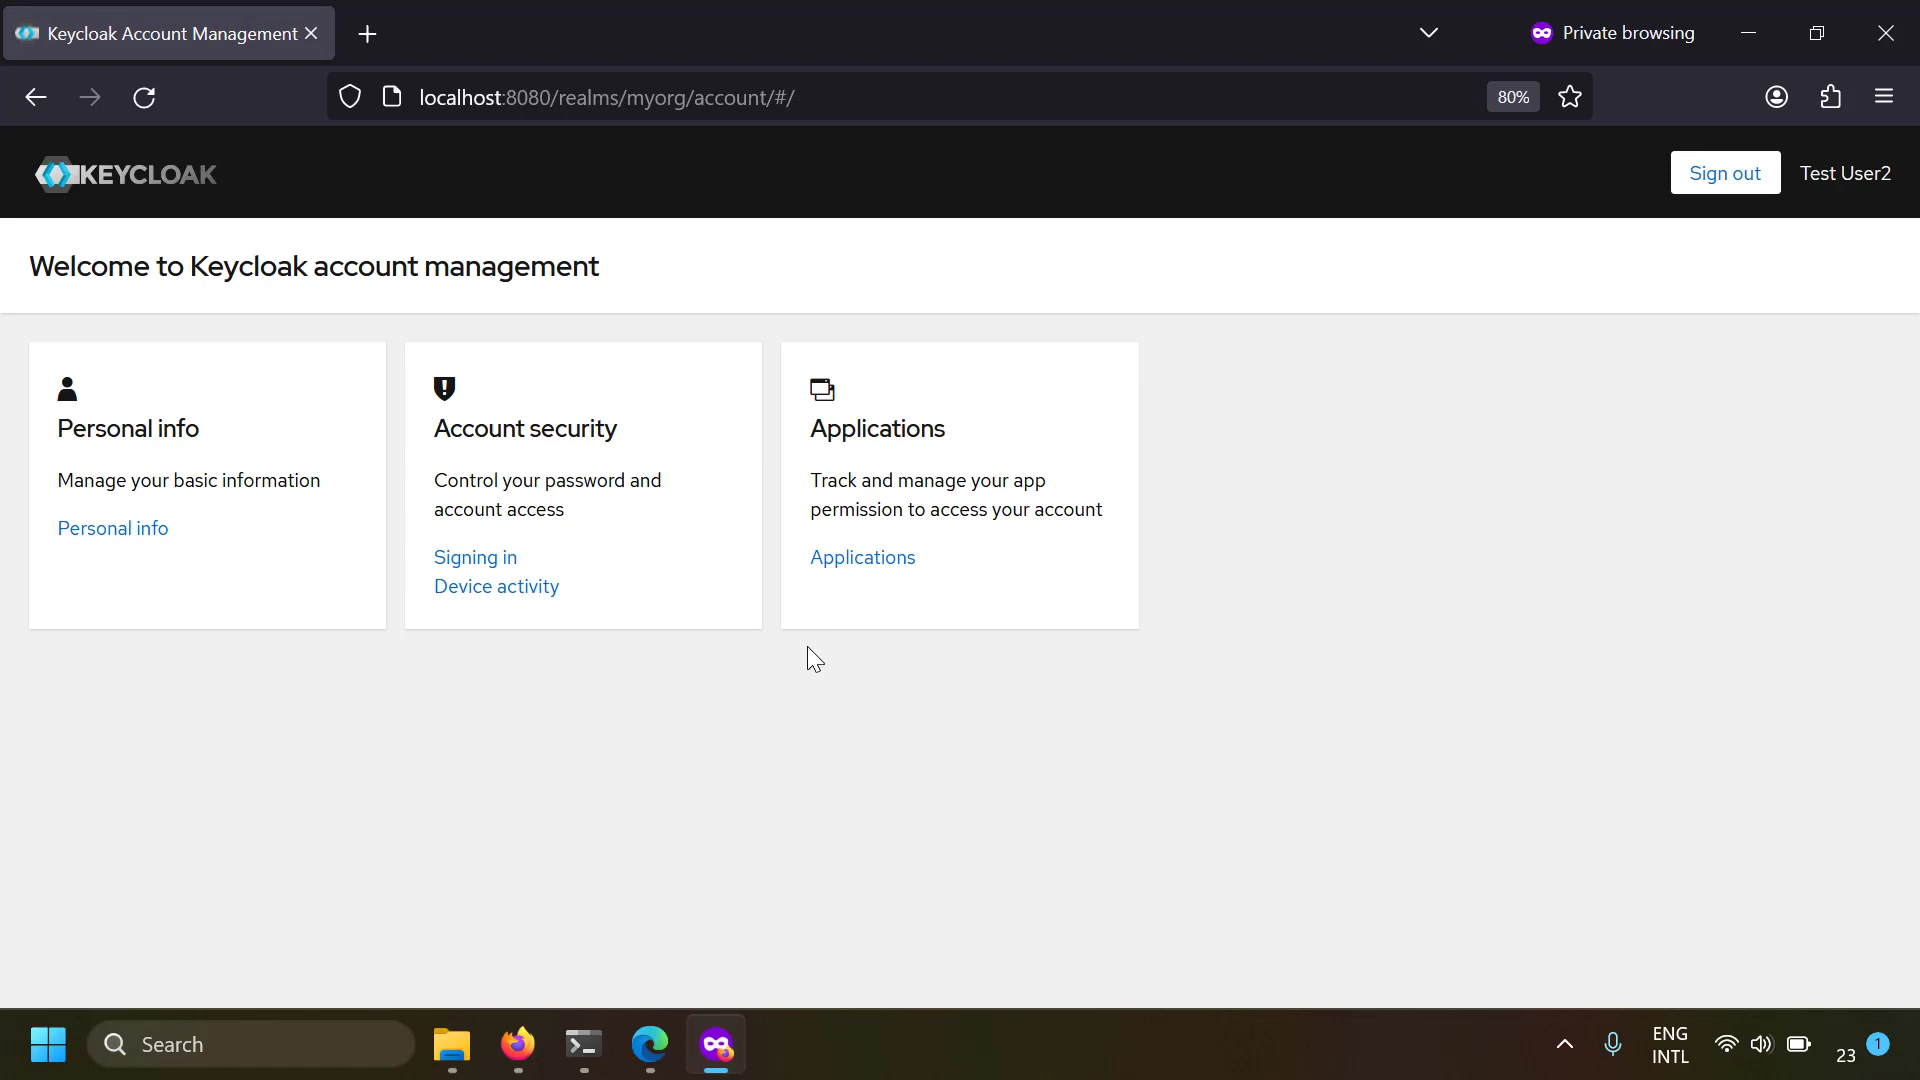 Keycloak Account Management
Private browsing
localhost:8080/realms/myorg/account/#/
80%
KEYCLOAK
Sign out
Test User2
Welcome to Keycloak account management
Personal info
Manage your basic information
Personal info
Account security
Control your password and
account access
Signing in
Device activity
Applications
Track and manage your app
permission to access your account
Applications
Search
ENG
INTL
23
1